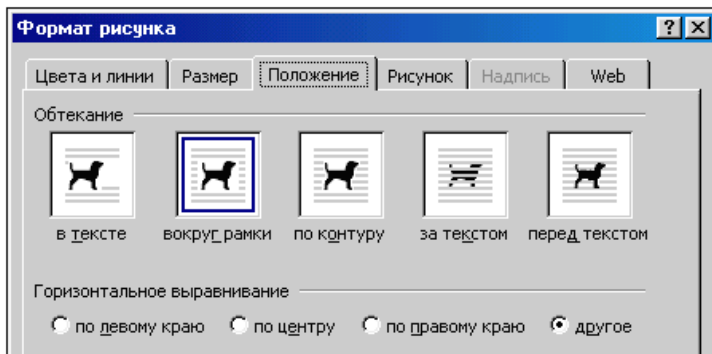 Формат рисунка
Цвета и линии Размер Положение Рисунок Надпись Web
Обтекание
в тексте вокруг рамки по контуру за текстом перед текстом
Горизонтальное выравнивание
по левому краю по центру по правому краю другое